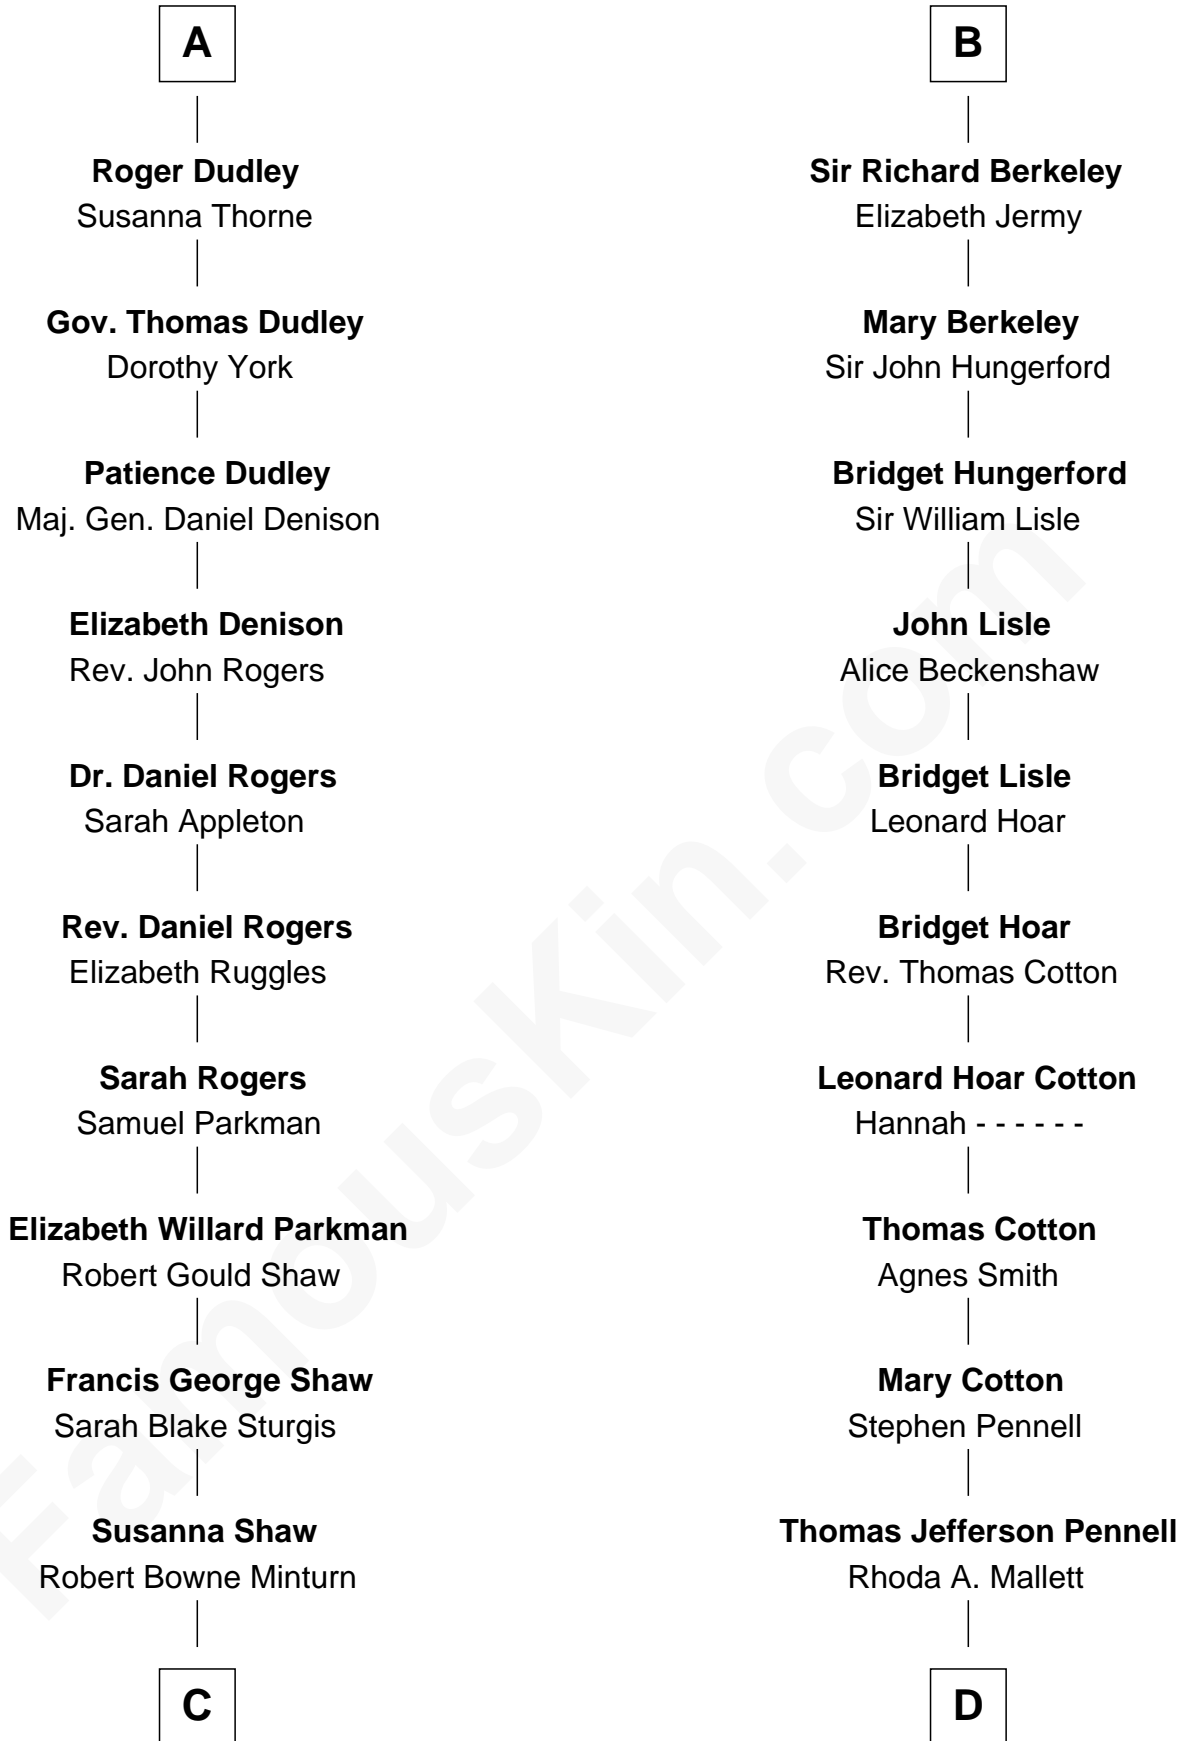 A
Roger Dudley
Susanna Thorne
Gov. Thomas Dudley
Dorothy York
Patience Dudley
Maj. Gen. Daniel Denison
Elizabeth Denison
Rev. John Rogers
Dr. Daniel Rogers
Sarah Appleton
Rev. Daniel Rogers
Elizabeth Ruggles
Sarah Rogers
Samuel Parkman
Elizabeth Willard Parkman
Robert Gould Shaw
Francis George Shaw
Sarah Blake Sturgis
Susanna Shaw
Robert Bowne Minturn
C
B
Sir Richard Berkeley
Elizabeth Jermy
Mary Berkeley
Sir John Hungerford
Bridget Hungerford
Sir William Lisle
John Lisle
Alice Beckenshaw
Bridget Lisle
Leonard Hoar
Bridget Hoar
Rev. Thomas Cotton
Leonard Hoar Cotton
Hannah - - - - - -
Thomas Cotton
Agnes Smith
Mary Cotton
Stephen Pennell
Thomas Jefferson Pennell
Rhoda A. Mallett
D
FamousKin.com